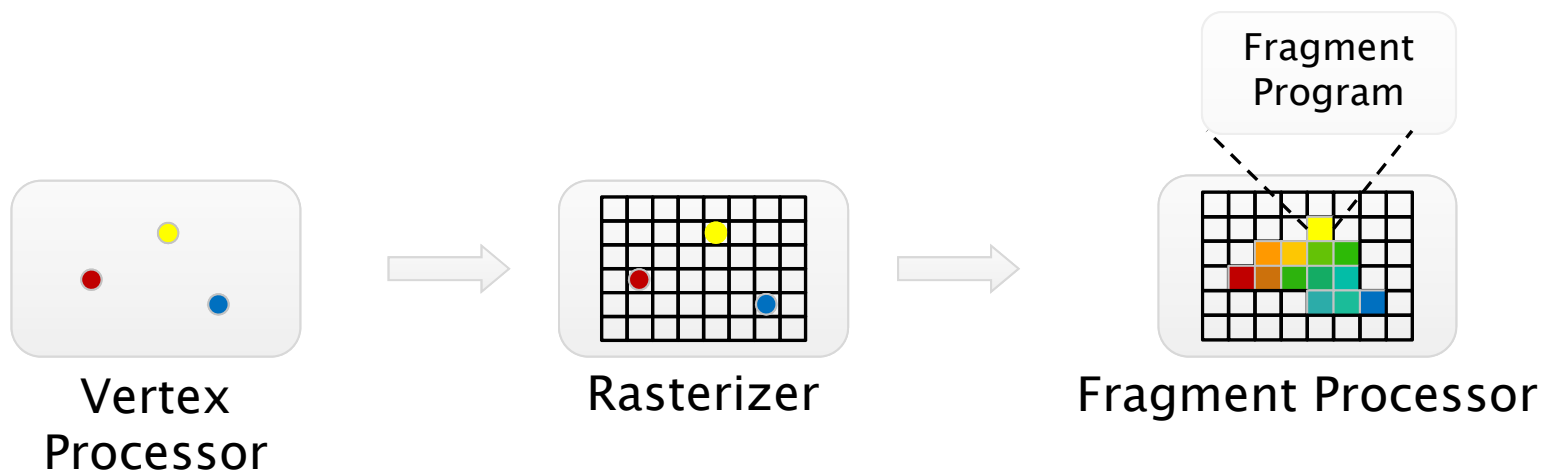 Fragment
Program
Vertex
Processor
Rasterizer
Fragment Processor